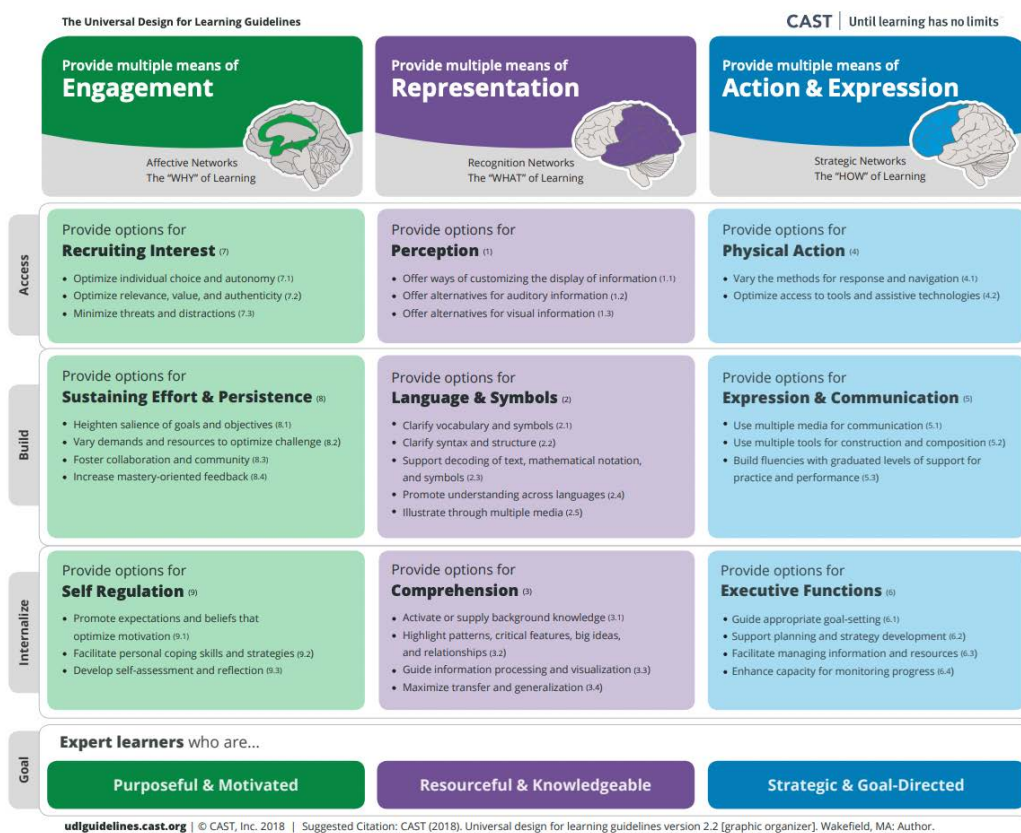 The Universal Design for Learning Guidelines
CAST | Until learning has no limits
Provide multiple means of
Engagement
Affective Networks
The "WHY" of Learning
Provide multiple means of
Representation
Recognition Networks
The "WHAT" of Learning
Provide multiple means of
Action & Expression
Strategic Networks
The "HOW" of Learning
Access
Provide options for
Recruiting Interest (7)
• Optimize individual choice and autonomy (7.1)
• Optimize relevance, value, and authenticity (7.2)
• Minimize threats and distractions (7.3)
Provide options for
Perception (1)
• Offer ways of customizing the display of information (1.1)
• Offer alternatives for auditory information (1.2)
• Offer alternatives for visual information (1.3)
Provide options for
Physical Action (4)
• Vary the methods for response and navigation (4.1)
• Optimize access to tools and assistive technologies (4.2)
Build
Provide options for
Sustaining Effort & Persistence (8)
• Heighten salience of goals and objectives (8.1)
• Vary demands and resources to optimize challenge (8.2)
• Foster collaboration and community (8.3)
• Increase mastery-oriented feedback (8.4)
Provide options for
Language & Symbols (2)
• Clarify vocabulary and symbols (2.1)
• Clarify syntax and structure (2.2)
• Support decoding of text, mathematical notation,
and symbols (2.3)
• Promote understanding across languages (2.4)
• Illustrate through multiple media (2.5)
Provide options for
Expression & Communication (5)
• Use multiple media for communication (5.1)
• Use multiple tools for construction and composition (5.2)
• Build fluencies with graduated levels of support for
practice and performance (5.3)
Internalize
Provide options for
Self Regulation (9)
• Promote expectations and beliefs that
optimize motivation (9.1)
• Facilitate personal coping skills and strategies (9.2)
• Develop self-assessment and reflection (9.3)
Provide options for
Comprehension (3)
• Activate or supply background knowledge (3.1)
• Highlight patterns, critical features, big ideas,
and relationships (3.2)
• Guide information processing and visualization (3.3)
• Maximize transfer and generalization (3.4)
Provide options for
Executive Functions (6)
• Guide appropriate goal-setting (6.1)
• Support planning and strategy development (6.2)
• Facilitate managing information and resources (6.3)
• Enhance capacity for monitoring progress (6.4)
Goal
Expert learners who are...
Purposeful & Motivated
Resourceful & Knowledgeable
Strategic & Goal-Directed
udlguidelines.cast.org | © CAST, Inc. 2018 | Suggested Citation: CAST (2018). Universal design for learning guidelines version 2.2 [graphic organizer]. Wakefield, MA: Author.